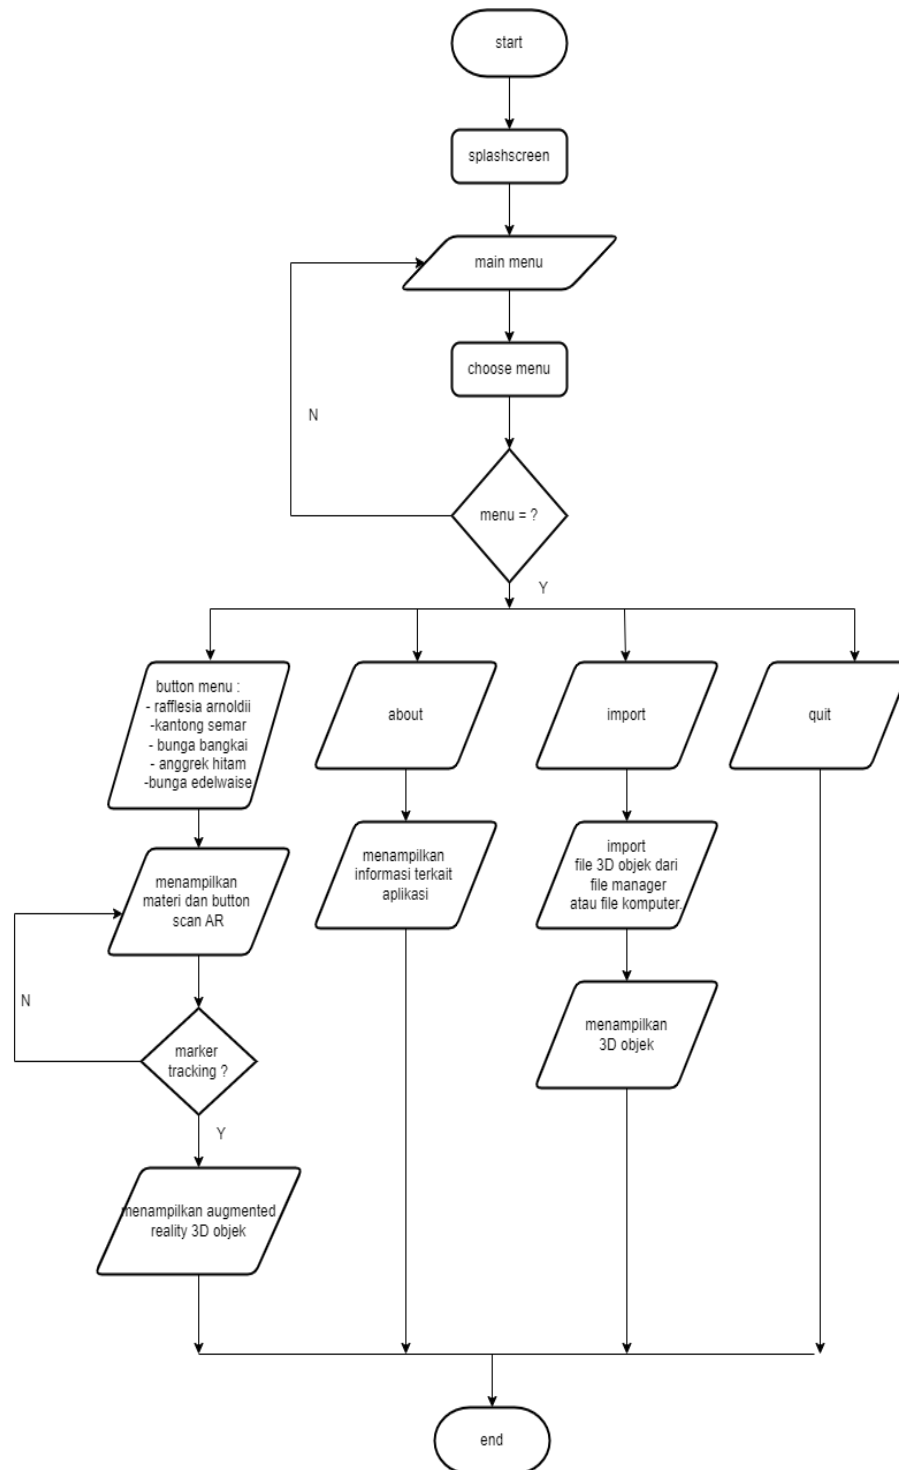 start
splashscreen
main menu
choose menu
N
menu = ?
Y
button menu :
- rafflesia arnoldii
-kantong semar
- bunga bangkai
- anggrek hitam
-bunga edelwaise
about
import
quit
menampilkan
materi dan button
scan AR
menampilkan
informasi terkait
aplikasi
import
file 3D objek dari
file manager
atau file komputer.
N
marker
tracking ?
menampilkan
3D objek
Y
menampilkan augmented
reality 3D objek
end